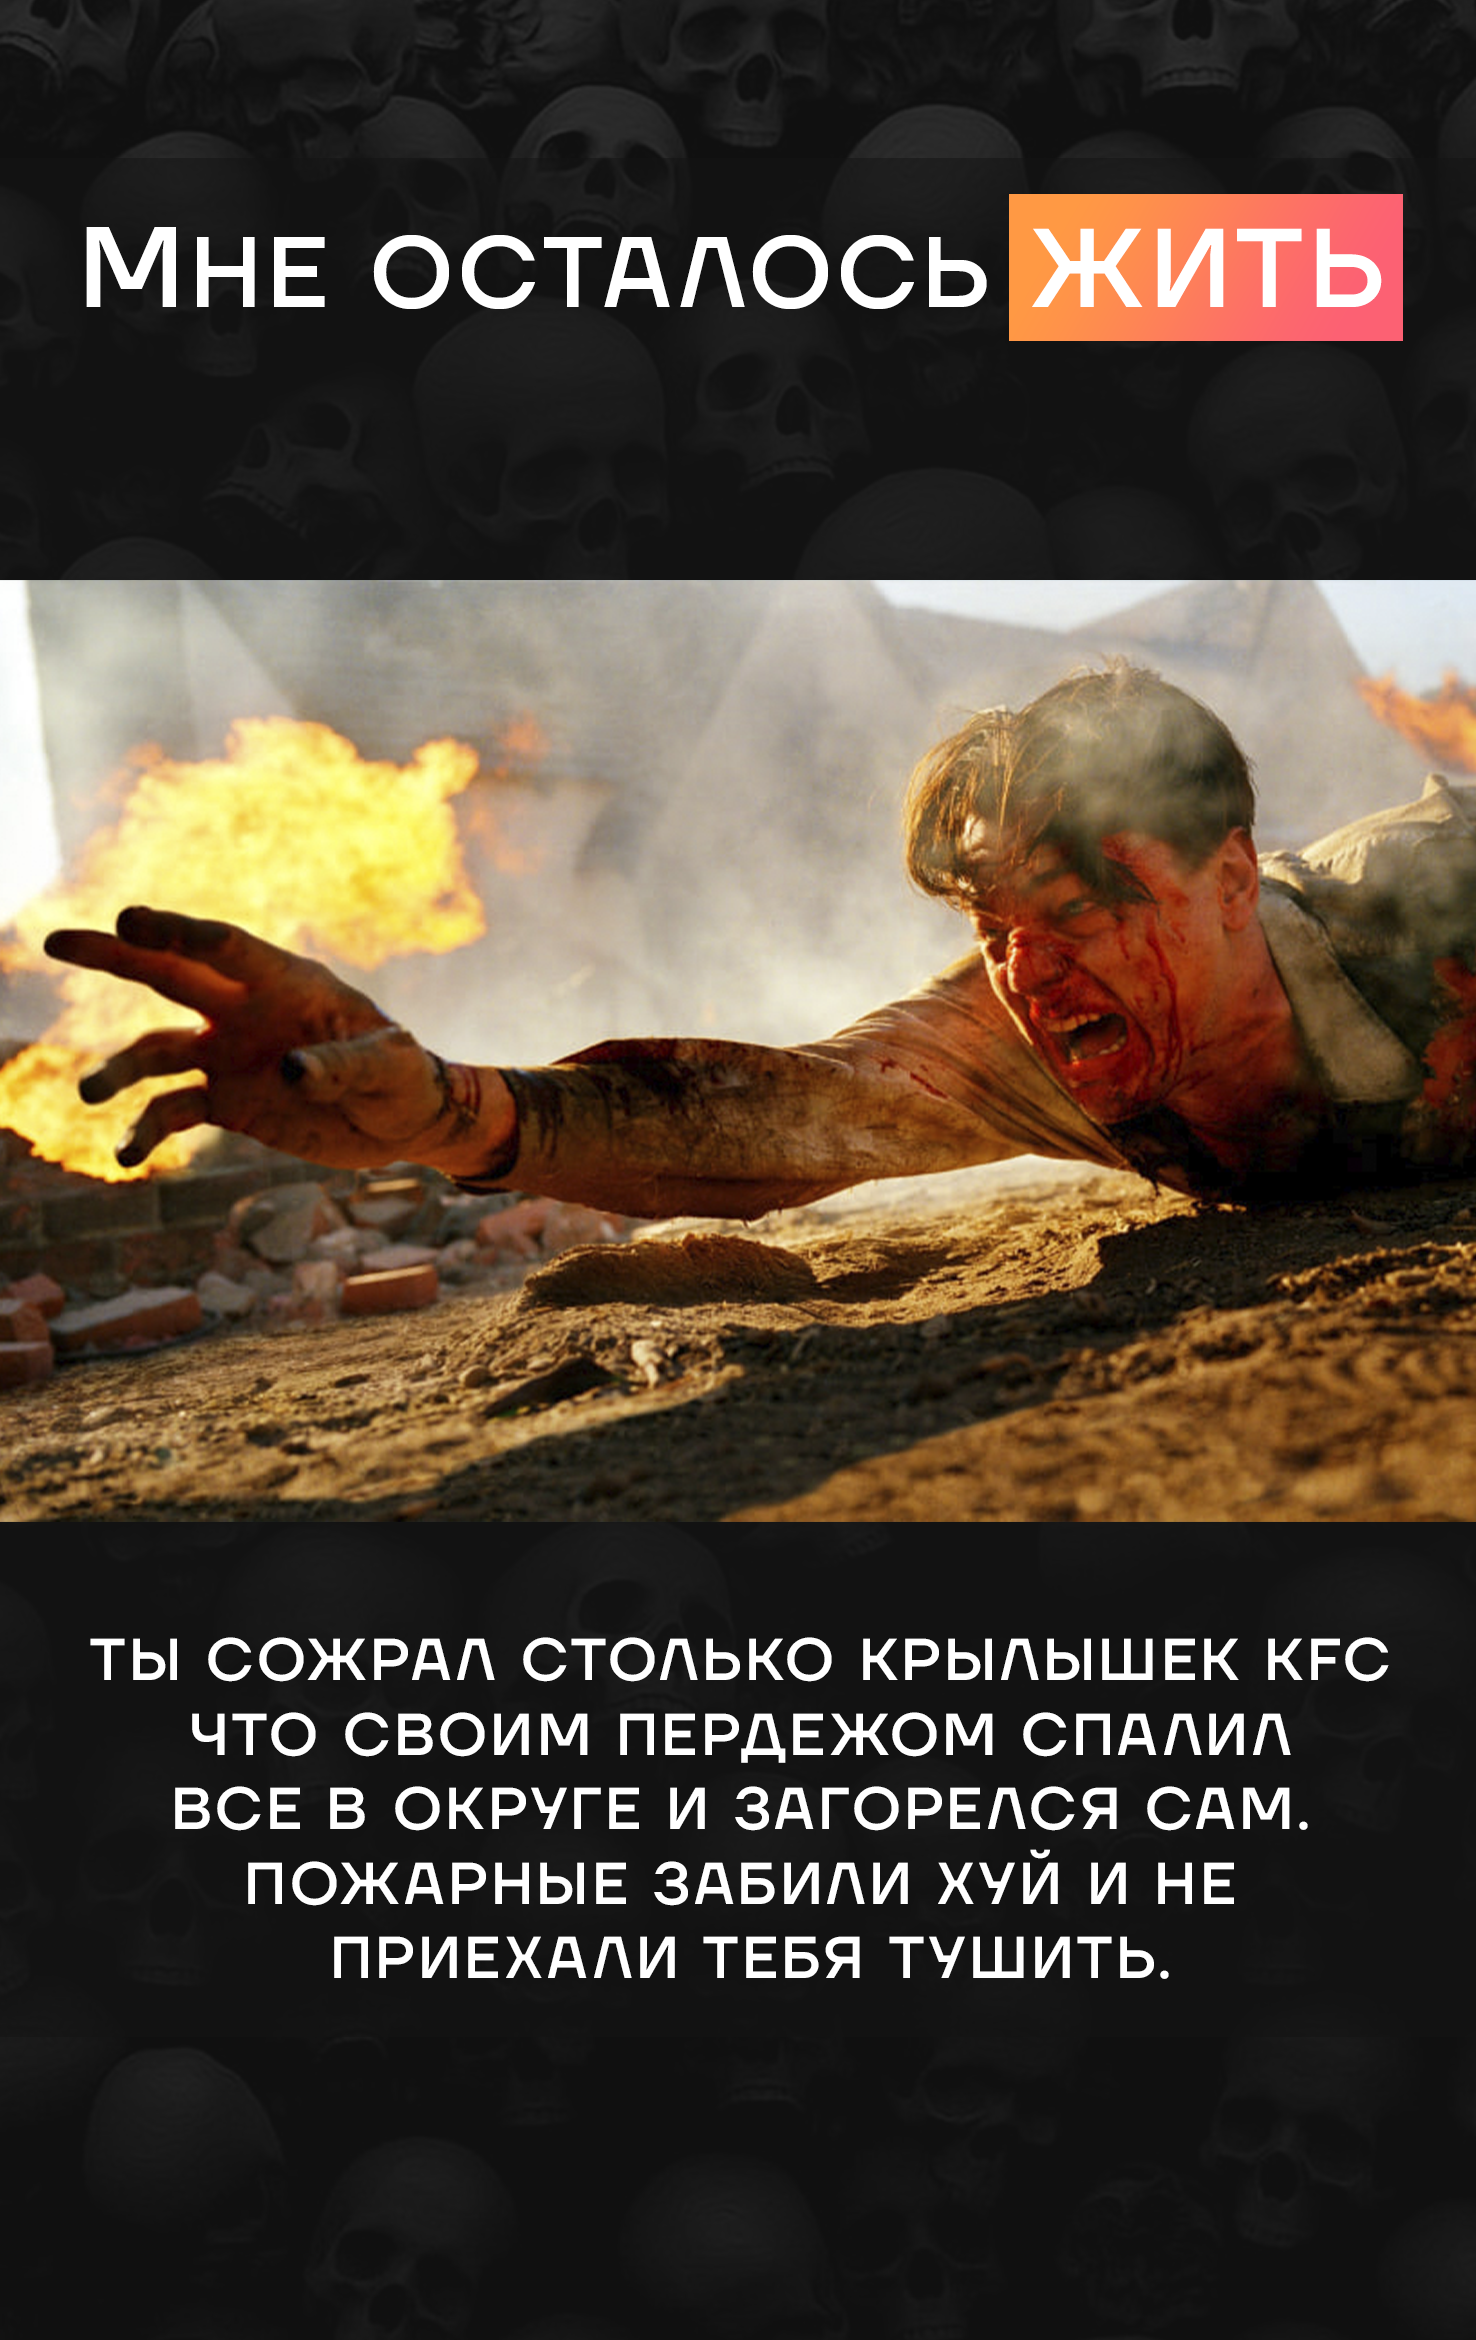 Мне осталось жить
ТЫ СОЖРАЛ СТОЛЬКО КРЫЛЫШЕК KFC
ЧТО СВОИМ ПЕРДЕЖОМ СПАЛИЛ
ВСЕ В ОКРУГЕ И ЗАГОРЕЛСЯ САМ.
ПОЖАРНЫЕ ЗАБИЛИ ХУЙ И НЕ
ПРИЕХАЛИ ТЕБЯ ТУШИТЬ.